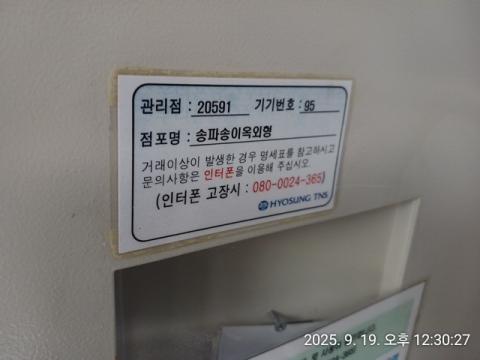 관리점 : 20591 기기번호 : 95
점포명 : 송파송이옥외형
거래이상이 발생한 경우 명세표를 참고하시고
문의사항은 인터폰을 이용해 주십시오.
(인터폰 고장시 : 080-0024-365)
HYOSUNG TNS
2025. 9. 19. 오후 12:30:27